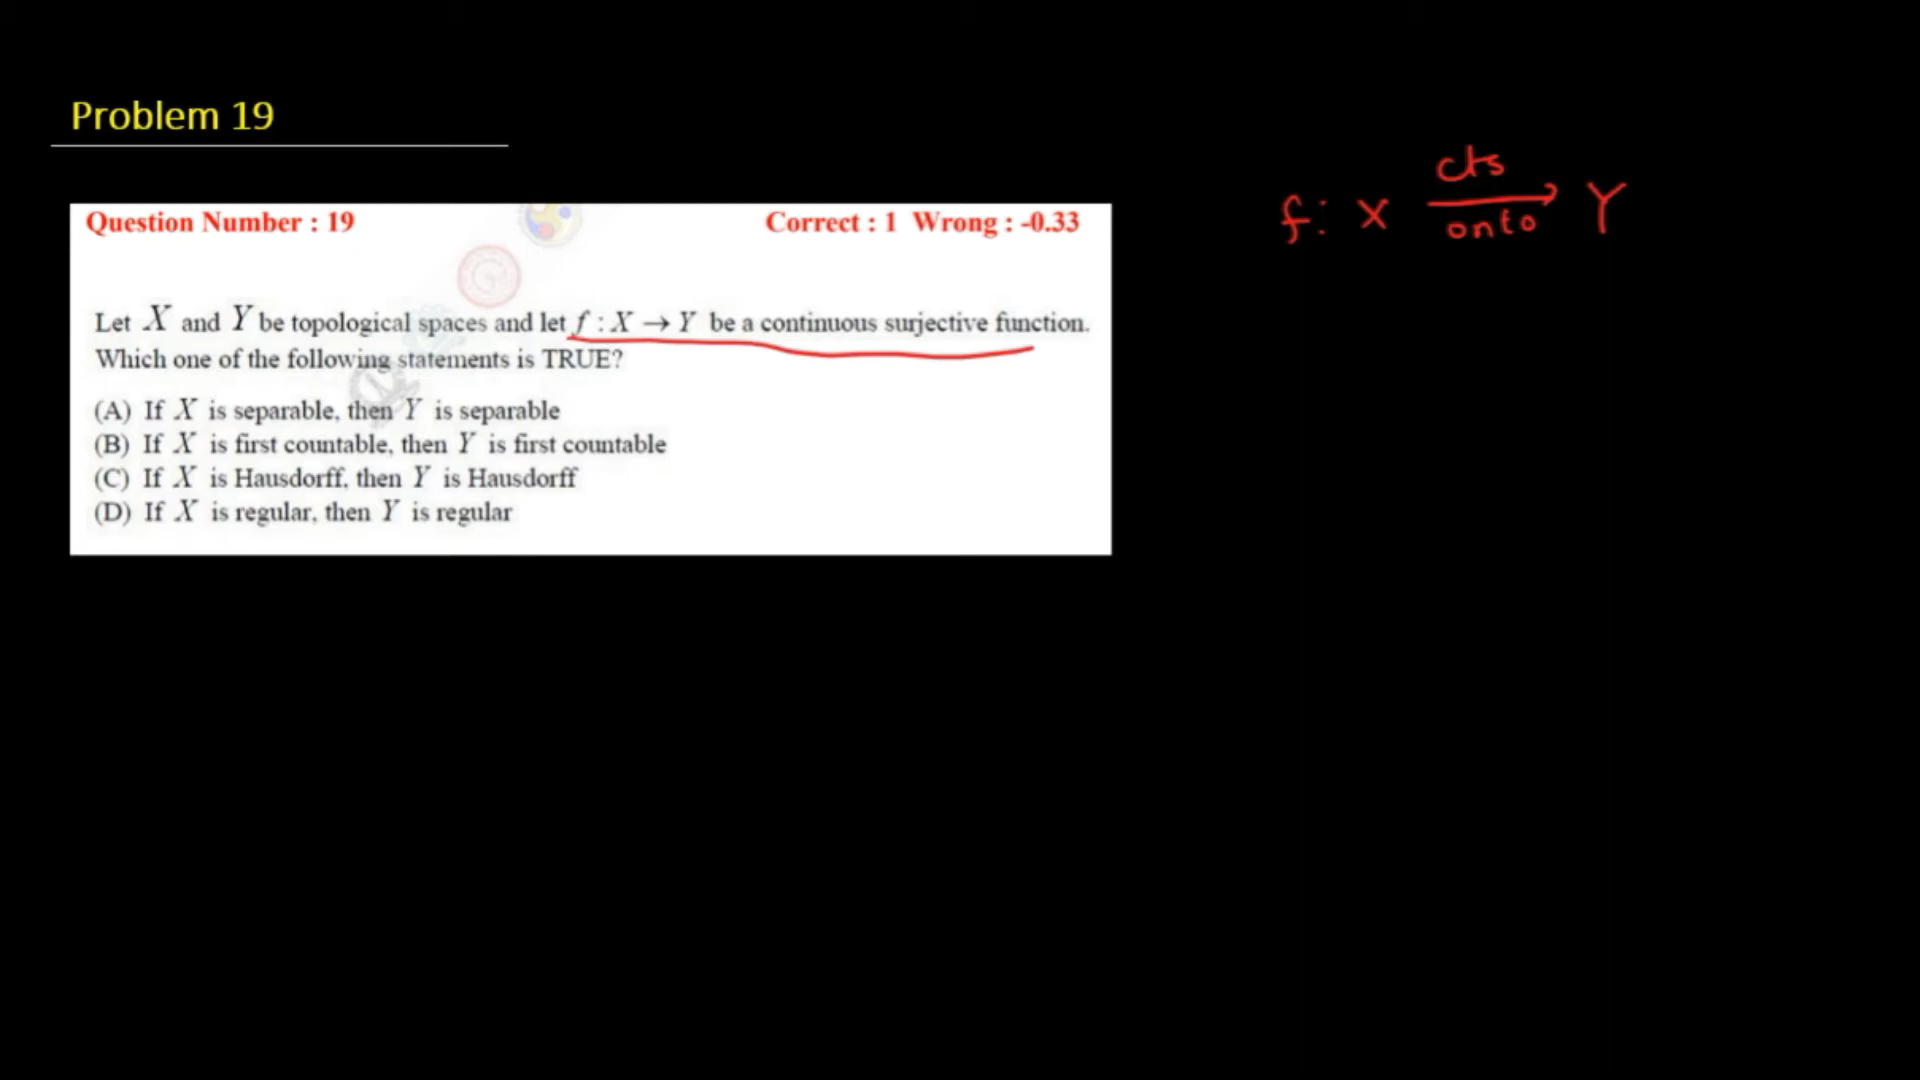 Problem 19
Question Number : 19 Correct : 1 Wrong : -0.33
Let X and Y be topological spaces and let f : X → Y be a continuous surjective function.
Which one of the following statements is TRUE?
(A) If X is separable, then Y is separable
(B) If X is first countable, then Y is first countable
(C) If X is Hausdorff, then Y is Hausdorff
(D) If X is regular, then Y is regular
cts
f: X → Y
onto